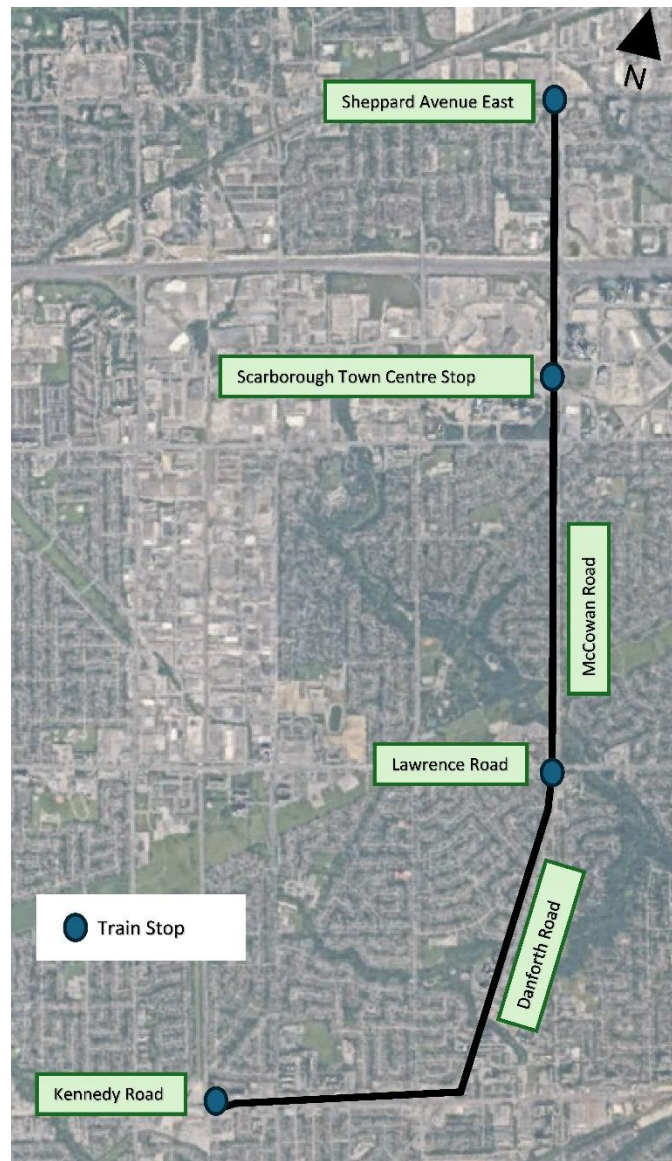 N
Sheppard Avenue East
Scarborough Town Centre Stop
McCowan Road
Lawrence Road
Danforth Road
Train Stop
Kennedy Road